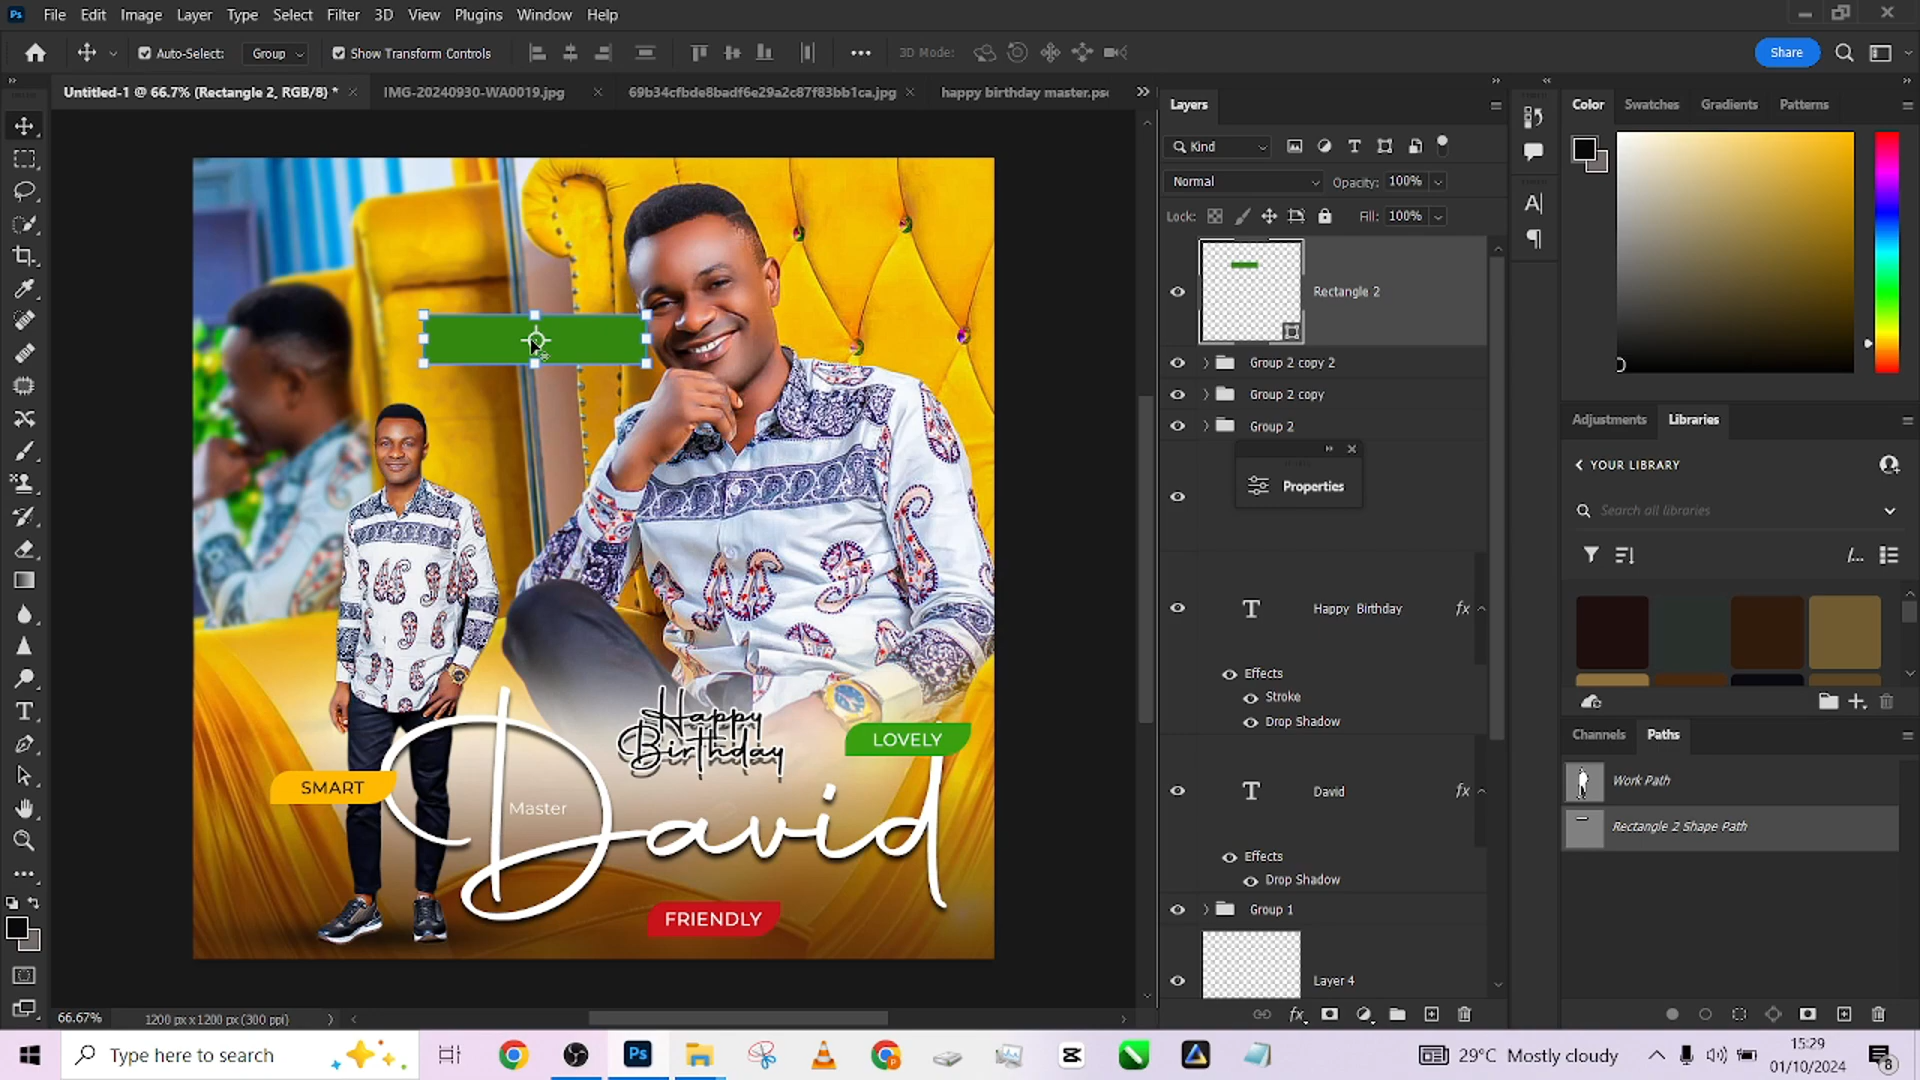 File Edit Image Layer Type Select Filter 3D View Plugins Window Help
Auto-Select: Group Show Transform Controls 3D Mode: Share
Untitled-1 @ 66.7% (Rectangle 2, RGB/8) * IMG-20240930-WA0019.jpg 69b34cfbde8badf6e29a2c87f83bb1ca.jpg happy birthday master.ps
Layers
Kind
Normal Opacity: 100%
Lock: Fill: 100%
Rectangle 2
Group 2 copy 2
Group 2 copy
Group 2
Properties
Happy Birthday fx
Effects
Stroke
Drop Shadow
David fx
Effects
Drop Shadow
Group 1
Layer 4
Color Swatches Gradients Patterns
Adjustments Libraries
YOUR LIBRARY
Search all libraries
Channels Paths
Work Path
Rectangle 2 Shape Path
Happy
Birthday
LOVELY
SMART
Master
David
FRIENDLY
66.67% 1200 px x 1200 px (300 ppi)
Type here to search
29°C Mostly cloudy
15:29
01/10/2024
8